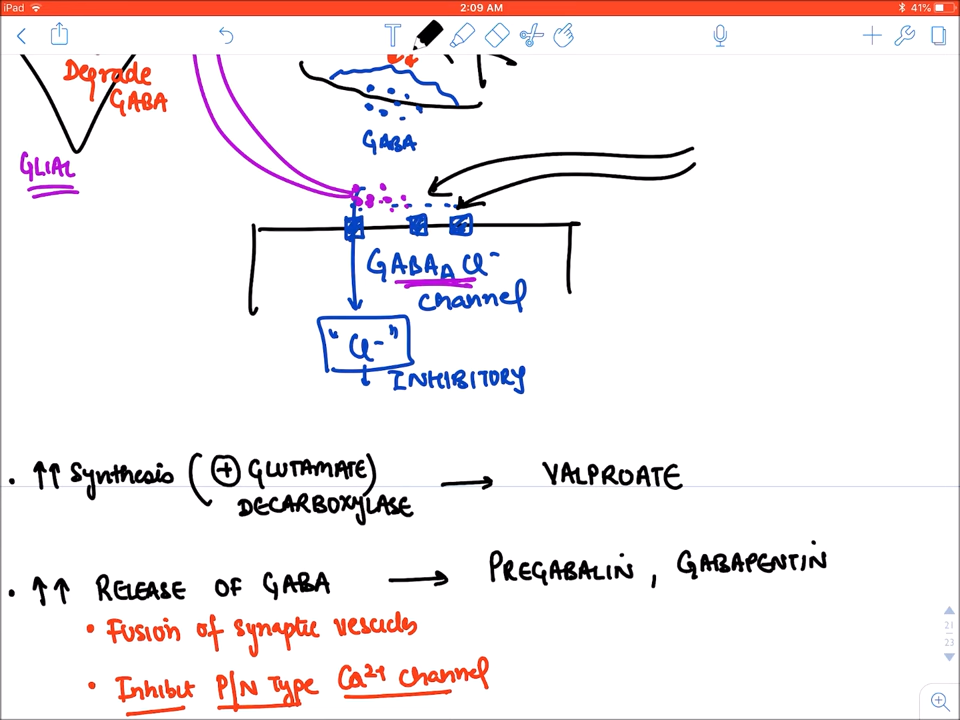 iPad 2:09 AM 41%
T
Degrade
GABA
GABA
GLIAL
GABAA Cl-
channel
"Cl-"
INHIBITORY
. ↑↑ Synthesis (⊕ GLUTAMATE) → VALPROATE
DECARBOXYLASE
. ↑↑ RELEASE OF GABA → PREGABALIN, GABAPENTIN
• Fusion of synaptic vescicles
• Inhibit P/N Type Ca2+ channel
21
23